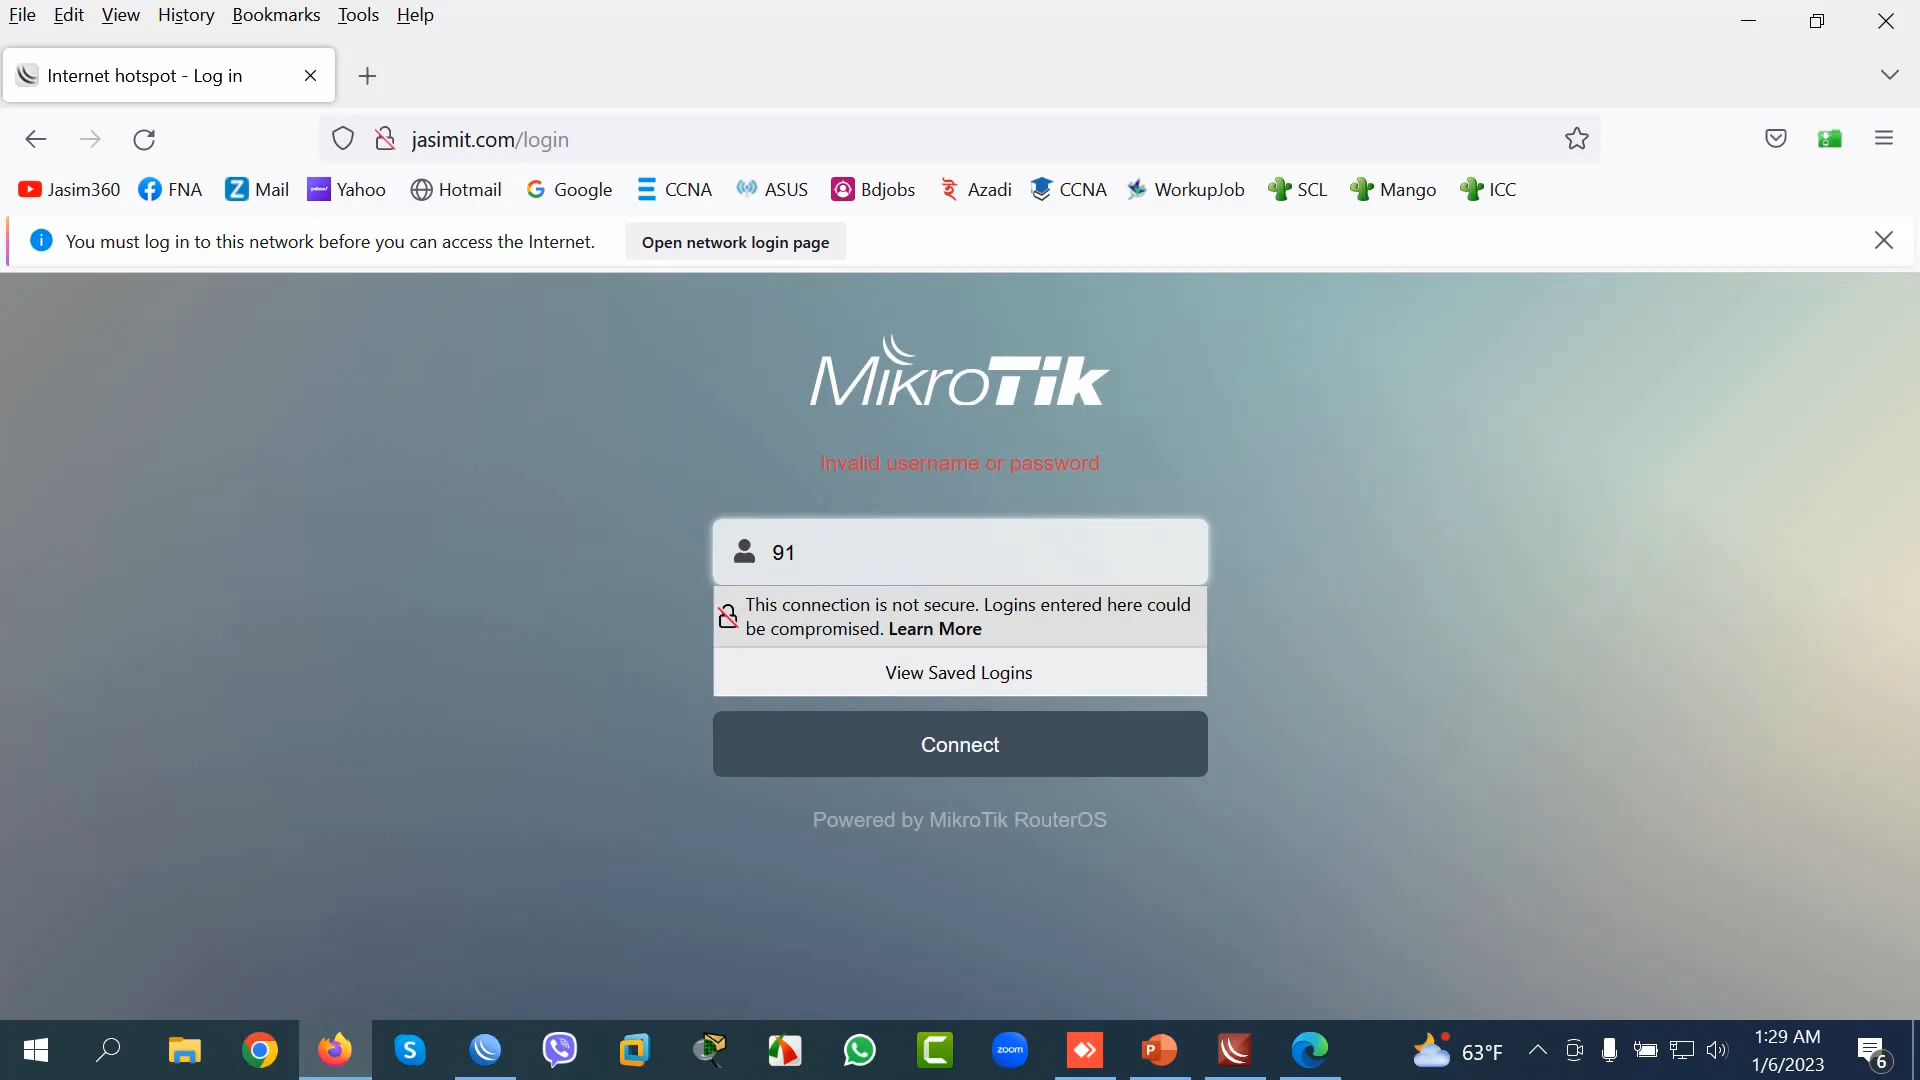 File Edit View History Bookmarks Tools Help
Internet hotspot - Log in
jasimit.com/login
Jasim360 FNA Mail Yahoo Hotmail Google CCNA ASUS Bdjobs Azadi CCNA WorkupJob SCL Mango ICC
You must log in to this network before you can access the Internet. Open network login page
MikroTik
Invalid username or password
91
This connection is not secure. Logins entered here could
be compromised. Learn More
View Saved Logins
Connect
Powered by MikroTik RouterOS
zoom
63°F
1:29 AM
1/6/2023
6